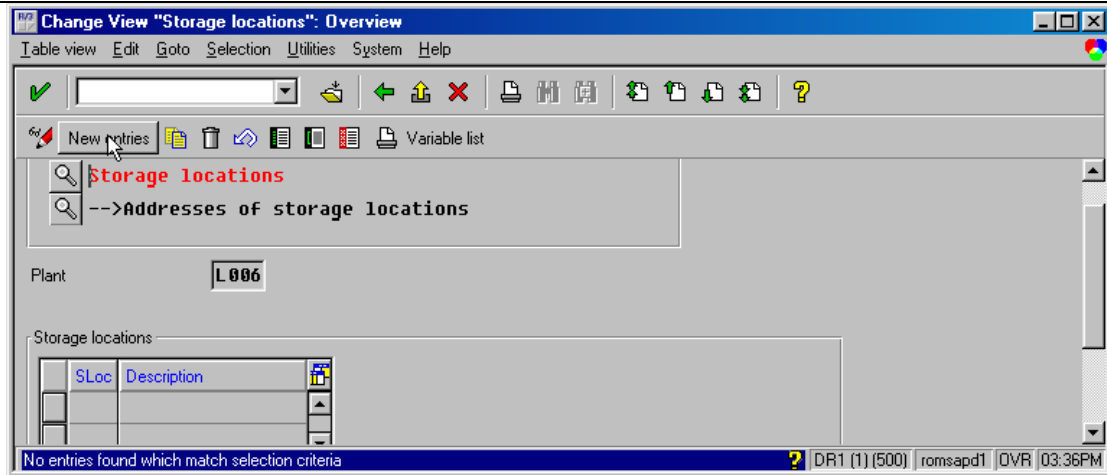 Change View "Storage locations": Overview
Table view Edit Goto Selection Utilities System Help
New entries Variable list
Storage locations
-->Addresses of storage locations
Plant L006
Storage locations
SLoc Description
No entries found which match selection criteria DR1 (1) (500) romsapd1 OVR 03:36PM